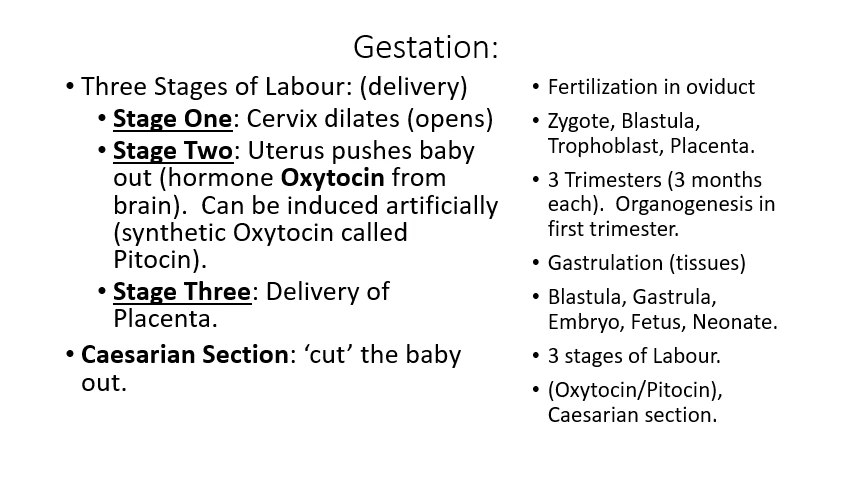 Gestation:
• Three Stages of Labour: (delivery)
• Stage One: Cervix dilates (opens)
• Stage Two: Uterus pushes baby
out (hormone Oxytocin from
brain).  Can be induced artificially
(synthetic Oxytocin called
Pitocin).
• Stage Three: Delivery of
Placenta.
• Caesarian Section: ‘cut’ the baby
out.
• Fertilization in oviduct
• Zygote, Blastula,
Trophoblast, Placenta.
• 3 Trimesters (3 months
each).  Organogenesis in
first trimester.
• Gastrulation (tissues)
• Blastula, Gastrula,
Embryo, Fetus, Neonate.
• 3 stages of Labour.
• (Oxytocin/Pitocin),
Caesarian section.